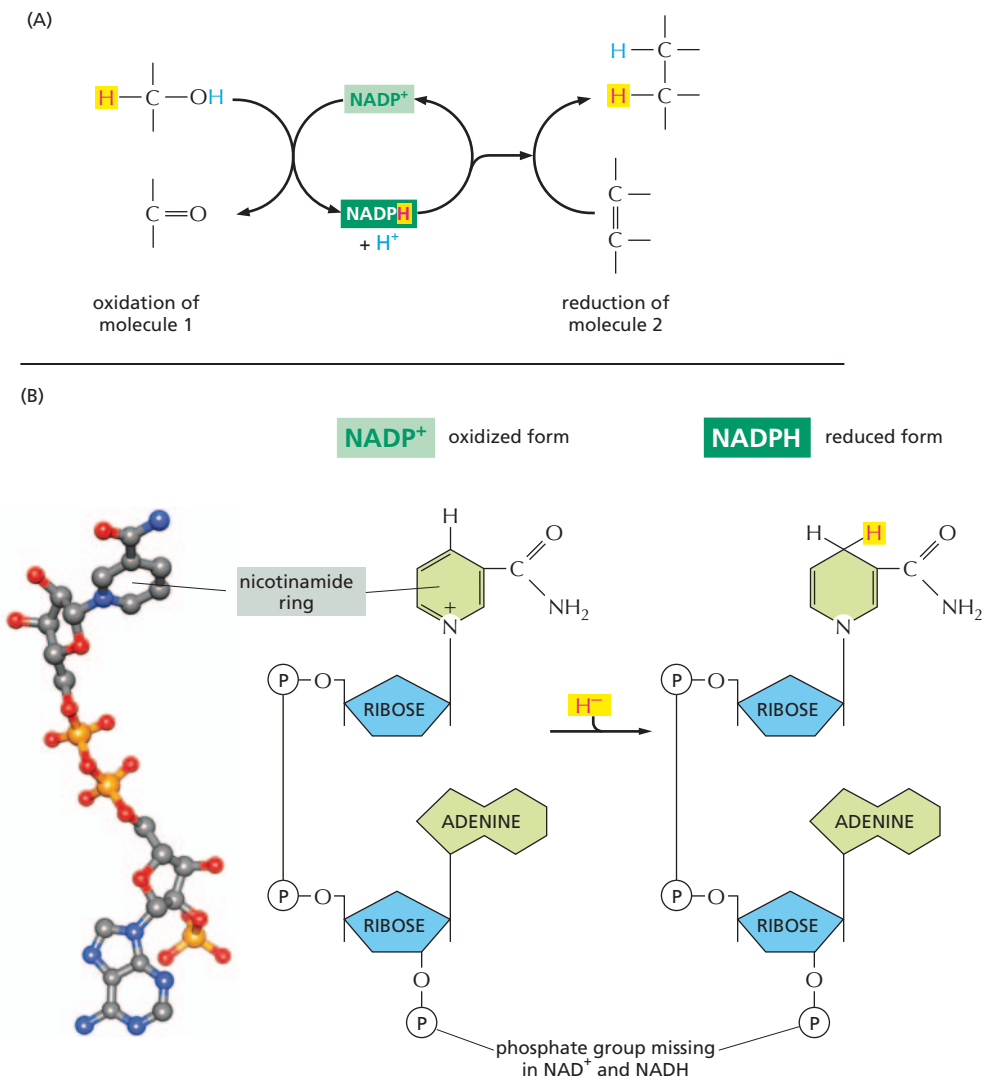 (A)
H—C—OH
NADP⁺
H—C—
H—C—
C=O
NADPH
+ H⁺
C—
C—
oxidation of
molecule 1
reduction of
molecule 2
(B)
NADP⁺ oxidized form
NADPH reduced form
nicotinamide
ring
H
O
C
NH₂
+
N
H H
O
C
NH₂
N
P—O
RIBOSE
H⁻
P—O
RIBOSE
ADENINE
ADENINE
P—O
RIBOSE
P—O
RIBOSE
O
O
P
P
phosphate group missing
in NAD⁺ and NADH